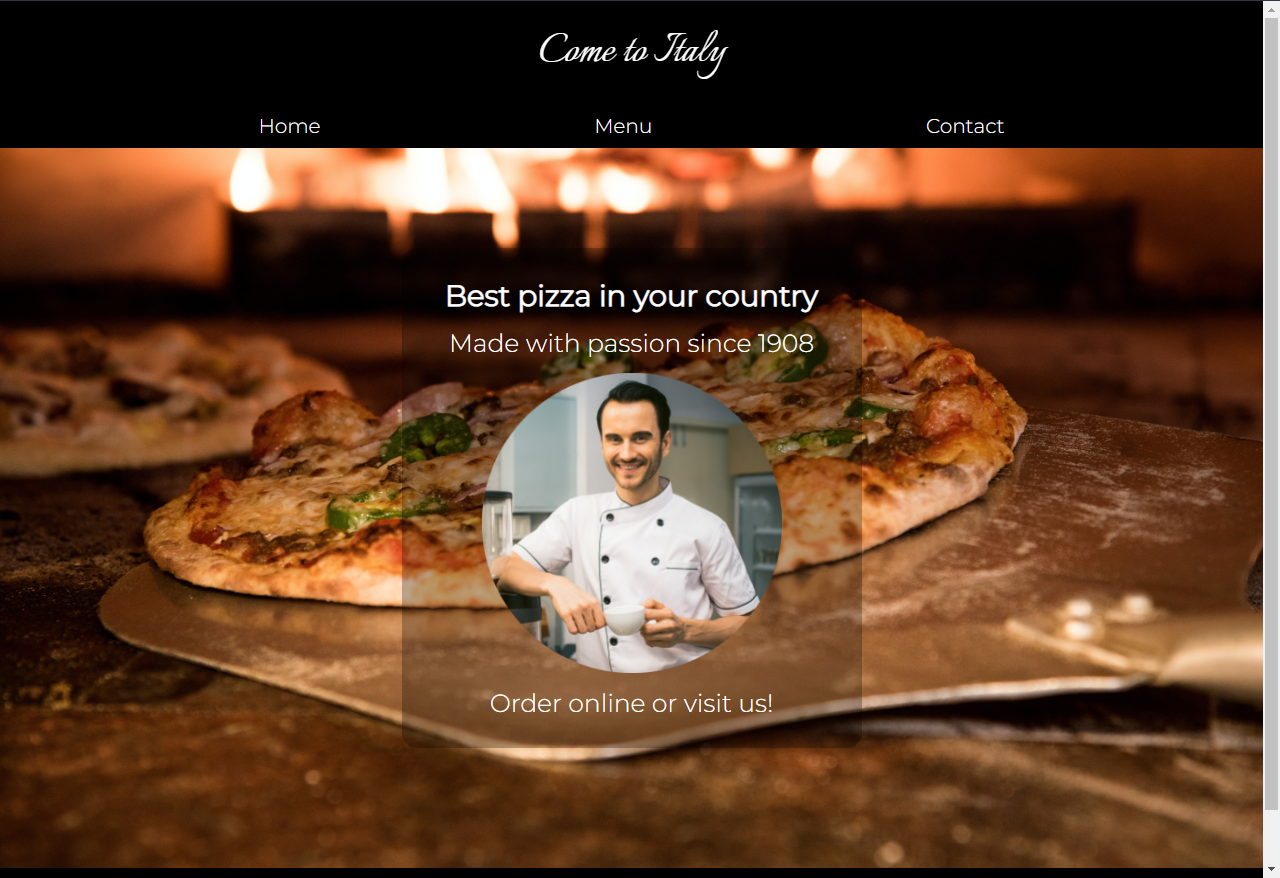 Come to Italy
Home Menu Contact
Best pizza in your country
Made with passion since 1908
Order online or visit us!